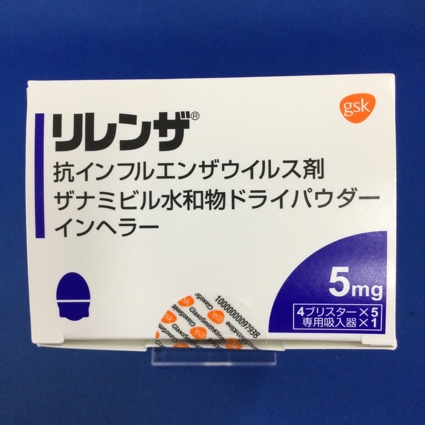 リレンザ®
gsk
抗インフルエンザウイルス剤
ザナミビル水和物ドライパウダー
インヘラー
5mg
4ブリスター×5
専用吸入器×1
1000000097938